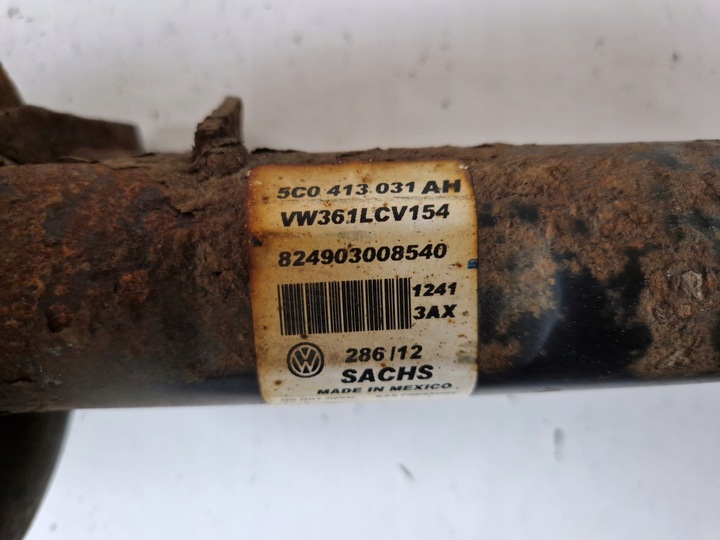 5C0 413 031 AH
VW361LCV154
824903008540
1241
3AX
286/12
SACHS
MADE IN MEXICO